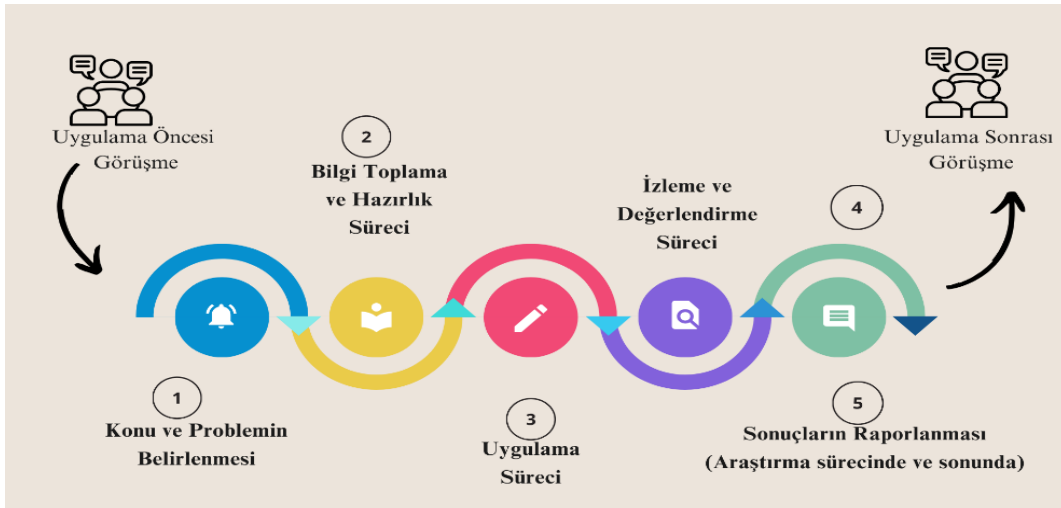 Uygulama Öncesi
Görüşme
1
Konu ve Problemin
Belirlenmesi
2
Bilgi Toplama
ve Hazırlık
Süreci
3
Uygulama
Süreci
İzleme ve
Değerlendirme
Süreci
4
5
Sonuçların Raporlanması
(Araştırma sürecinde ve sonunda)
Uygulama Sonrası
Görüşme